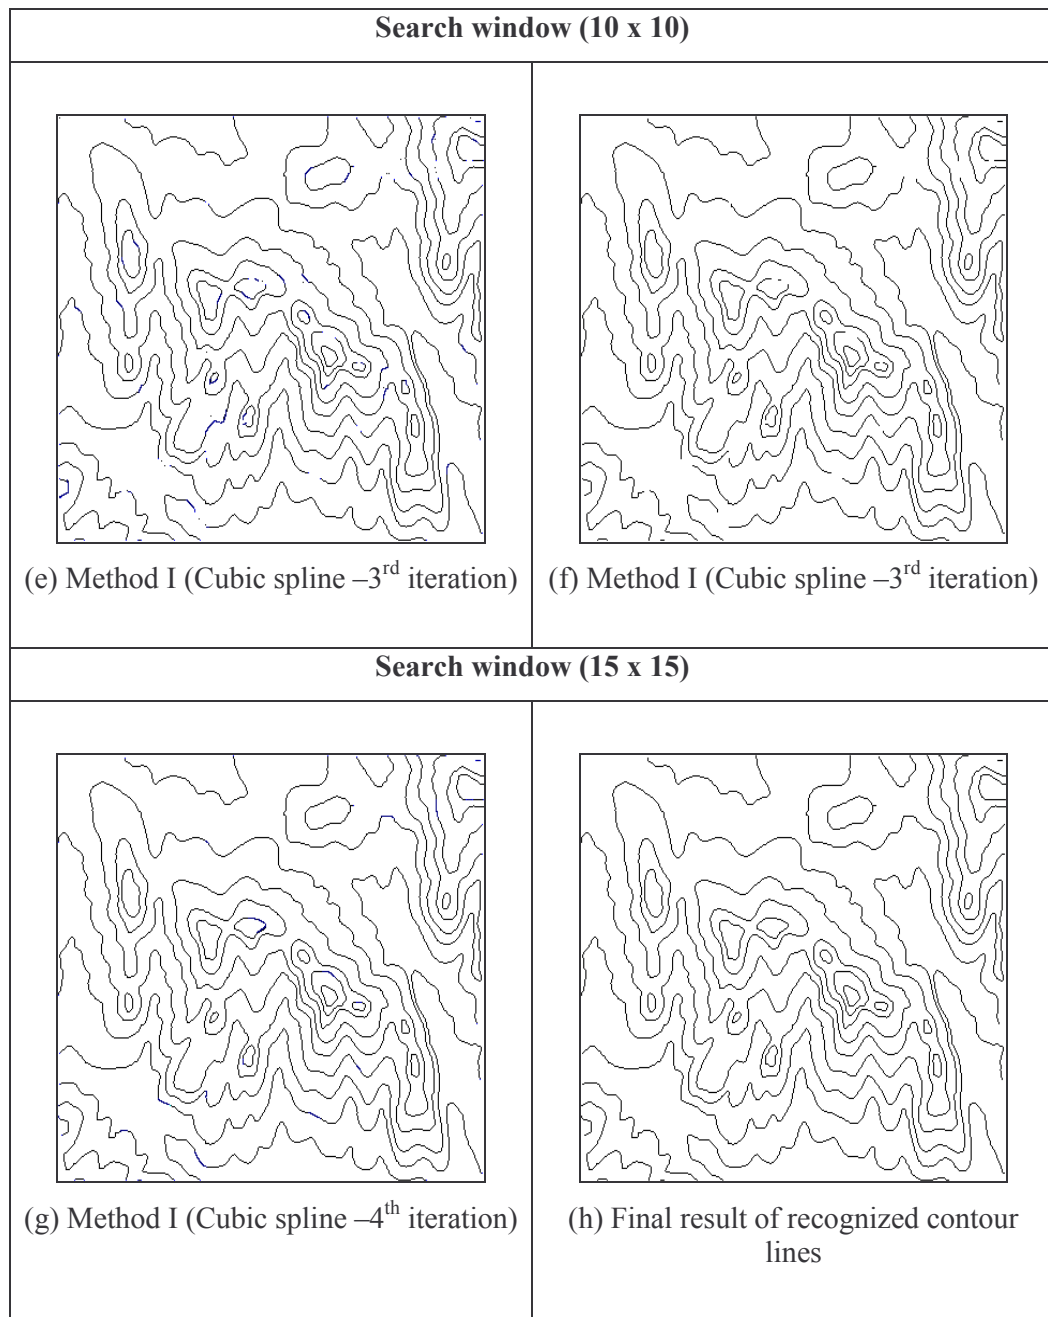 Search window (10 x 10)
(e) Method I (Cubic spline –3rd iteration)
(f) Method I (Cubic spline –3rd iteration)
Search window (15 x 15)
(g) Method I (Cubic spline –4th iteration)
(h) Final result of recognized contour
lines